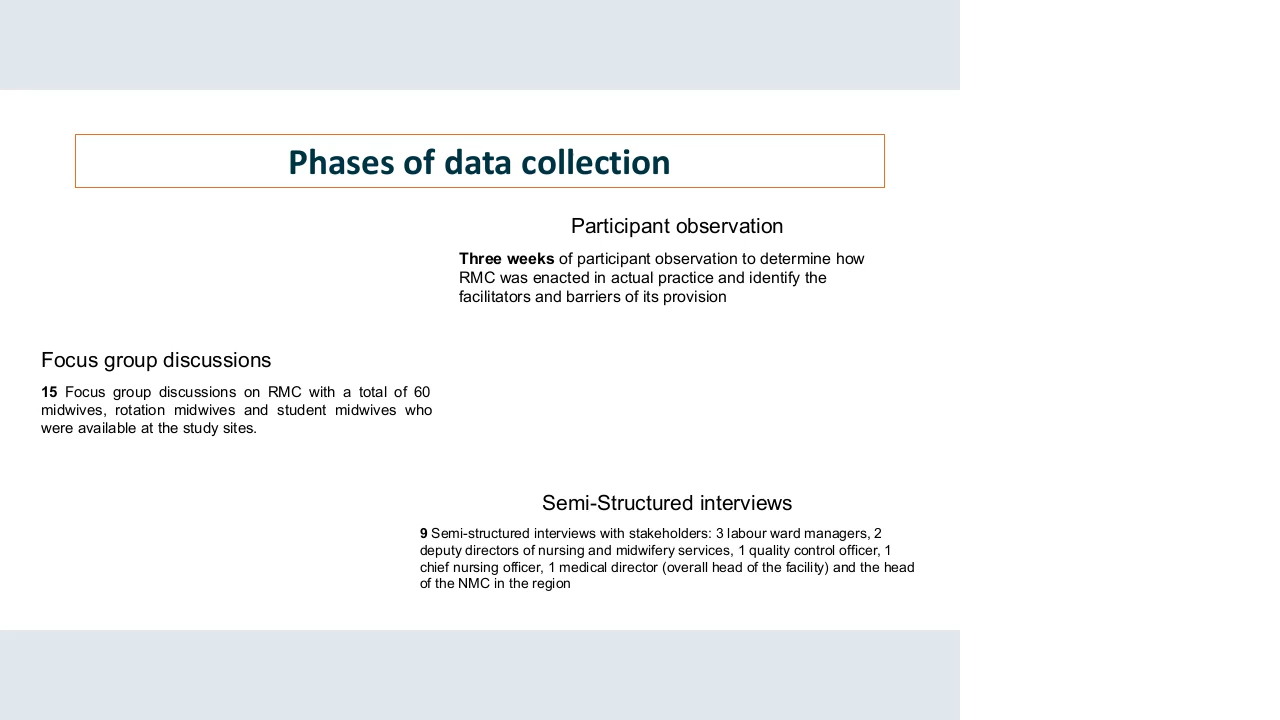 Phases of data collection
Participant observation
Three weeks of participant observation to determine how
RMC was enacted in actual practice and identify the
facilitators and barriers of its provision
Focus group discussions
15 Focus group discussions on RMC with a total of 60
midwives, rotation midwives and student midwives who
were available at the study sites.
Semi-Structured interviews
9 Semi-structured interviews with stakeholders: 3 labour ward managers, 2
deputy directors of nursing and midwifery services, 1 quality control officer, 1
chief nursing officer, 1 medical director (overall head of the facility) and the head
of the NMC in the region